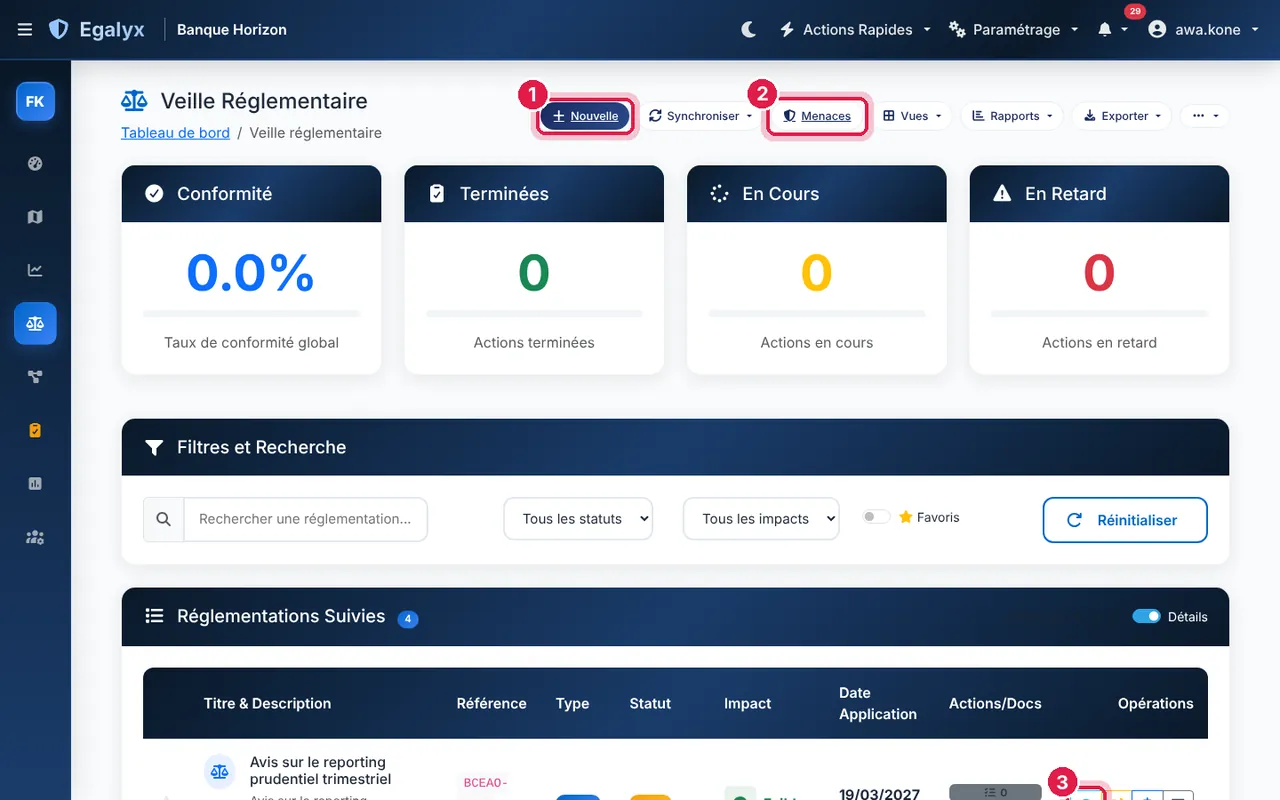 Egalyx
Banque Horizon
Actions Rapides
Paramétrage
29
awa.kone
FK
Veille Réglementaire
Tableau de bord / Veille réglementaire
1
Nouvelle
Synchroniser
2
Menaces
Vues
Rapports
Exporter
Conformité
0.0%
Taux de conformité global
Terminées
0
Actions terminées
En Cours
0
Actions en cours
En Retard
0
Actions en retard
Filtres et Recherche
Rechercher une réglementation...
Tous les statuts
Tous les impacts
Favoris
Réinitialiser
Réglementations Suivies 4
Détails
Titre & Description
Référence
Type
Statut
Impact
Date
Application
Actions/Docs
Opérations
Avis sur le reporting
prudentiel trimestriel
BCEAO-
19/03/2027
0
3